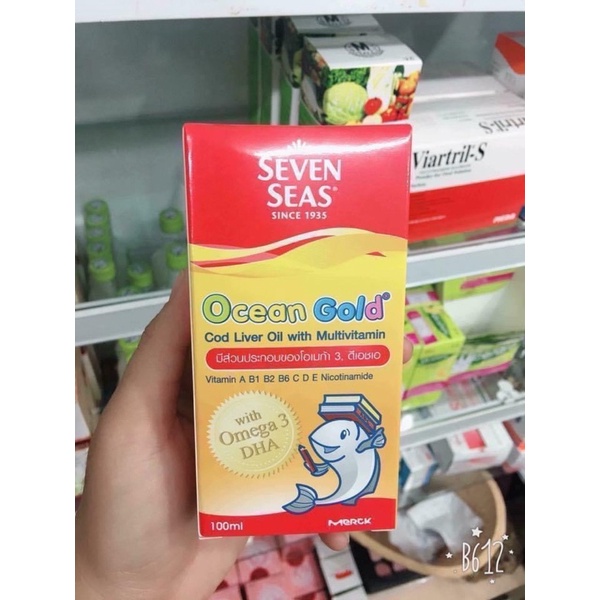 SEVEN
SEAS®
SINCE 1935
Ocean Gold®
Cod Liver Oil with Multivitamin
มีส่วนประกอบของโอเมก้า 3, ดีเอชเอ
Vitamin A B1 B2 B6 C D E Nicotinamide
with
Omega 3
DHA
100ml
MERCK
Viartril-S
B612